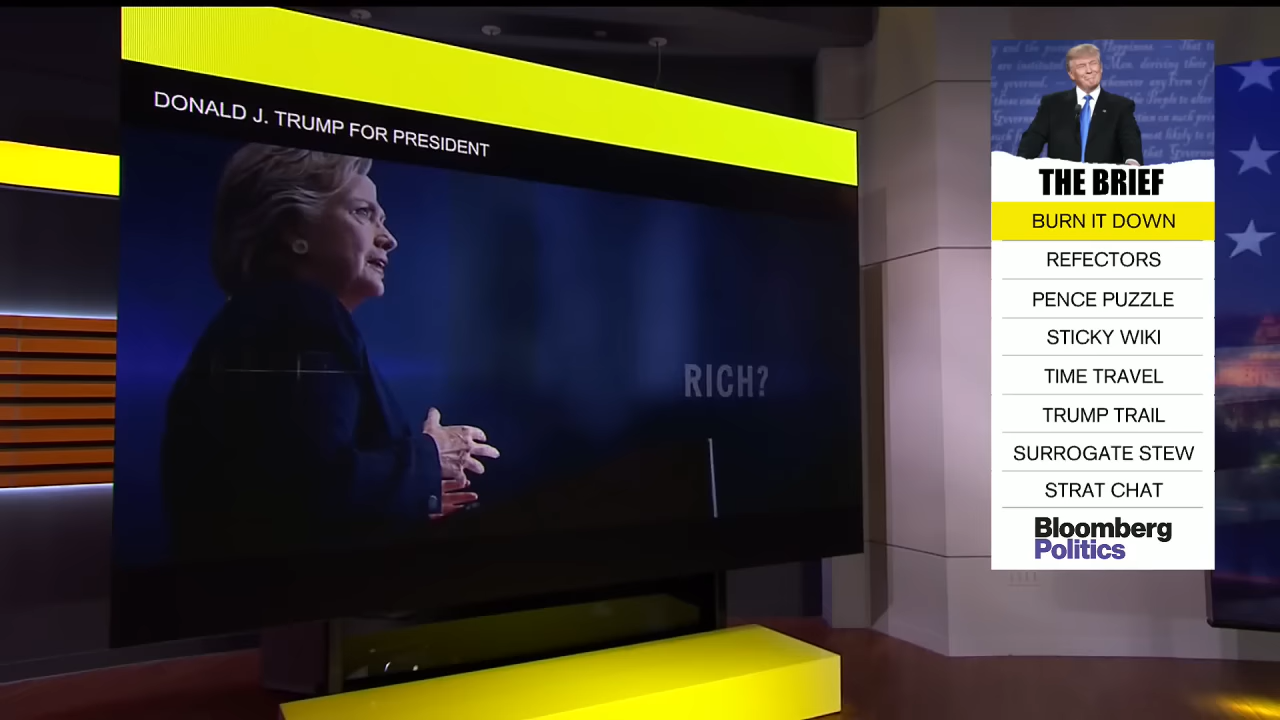 DONALD J. TRUMP FOR PRESIDENT
RICH?
THE BRIEF
BURN IT DOWN
REFECTORS
PENCE PUZZLE
STICKY WIKI
TIME TRAVEL
TRUMP TRAIL
SURROGATE STEW
STRAT CHAT
Bloomberg
Politics